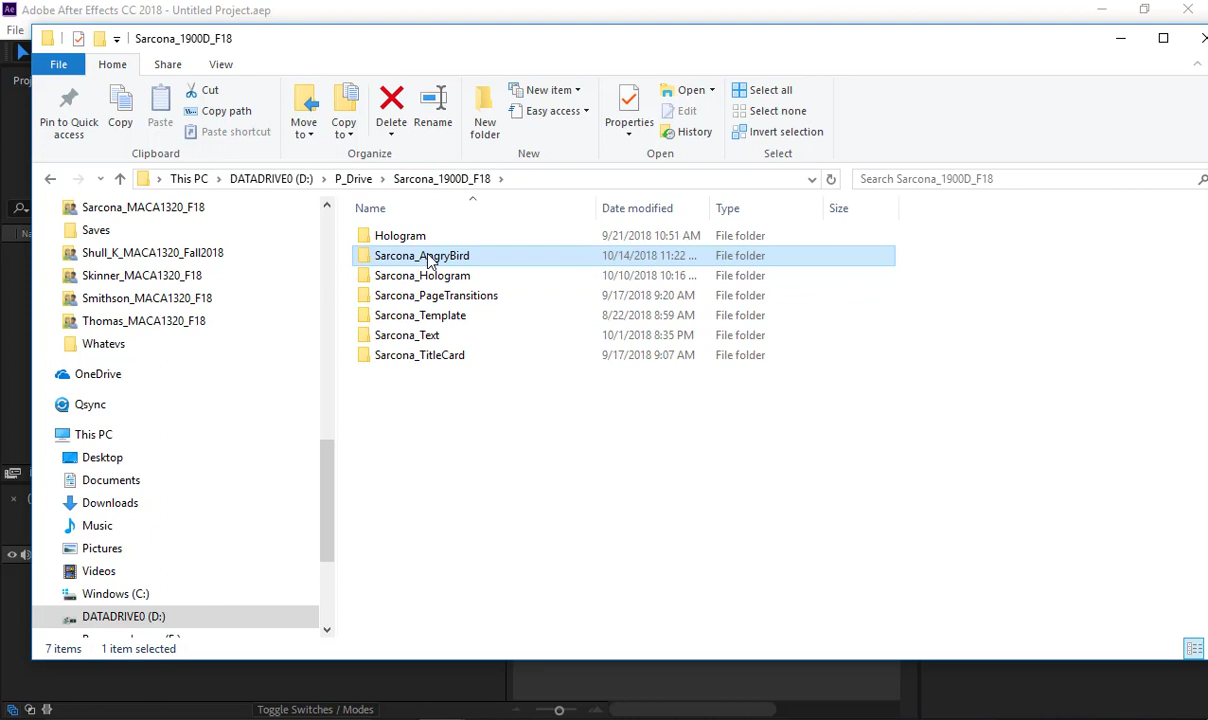 Ae Adobe After Effects CC 2018 - Untitled Project.aep
File
Sarcona_1900D_F18
File Home Share View
Pin to Quick access
Copy
Paste
Cut
Copy path
Paste shortcut
Clipboard
Move to
Copy to
Delete
Rename
Organize
New folder
New item
Easy access
New
Properties
Open
Edit
History
Open
Select all
Select none
Invert selection
Select
This PC > DATADRIVE0 (D:) > P_Drive > Sarcona_1900D_F18 >
Search Sarcona_1900D_F18
Name Date modified Type Size
Hologram 9/21/2018 10:51 AM File folder
Sarcona_AngryBird 10/14/2018 11:22 ... File folder
Sarcona_Hologram 10/10/2018 10:16 ... File folder
Sarcona_PageTransitions 9/17/2018 9:20 AM File folder
Sarcona_Template 8/22/2018 8:59 AM File folder
Sarcona_Text 10/1/2018 8:35 PM File folder
Sarcona_TitleCard 9/17/2018 9:07 AM File folder
Sarcona_MACA1320_F18
Saves
Shull_K_MACA1320_Fall2018
Skinner_MACA1320_F18
Smithson_MACA1320_F18
Thomas_MACA1320_F18
Whatevs
OneDrive
Qsync
This PC
Desktop
Documents
Downloads
Music
Pictures
Videos
Windows (C:)
DATADRIVE0 (D:)
7 items 1 item selected
Toggle Switches / Modes